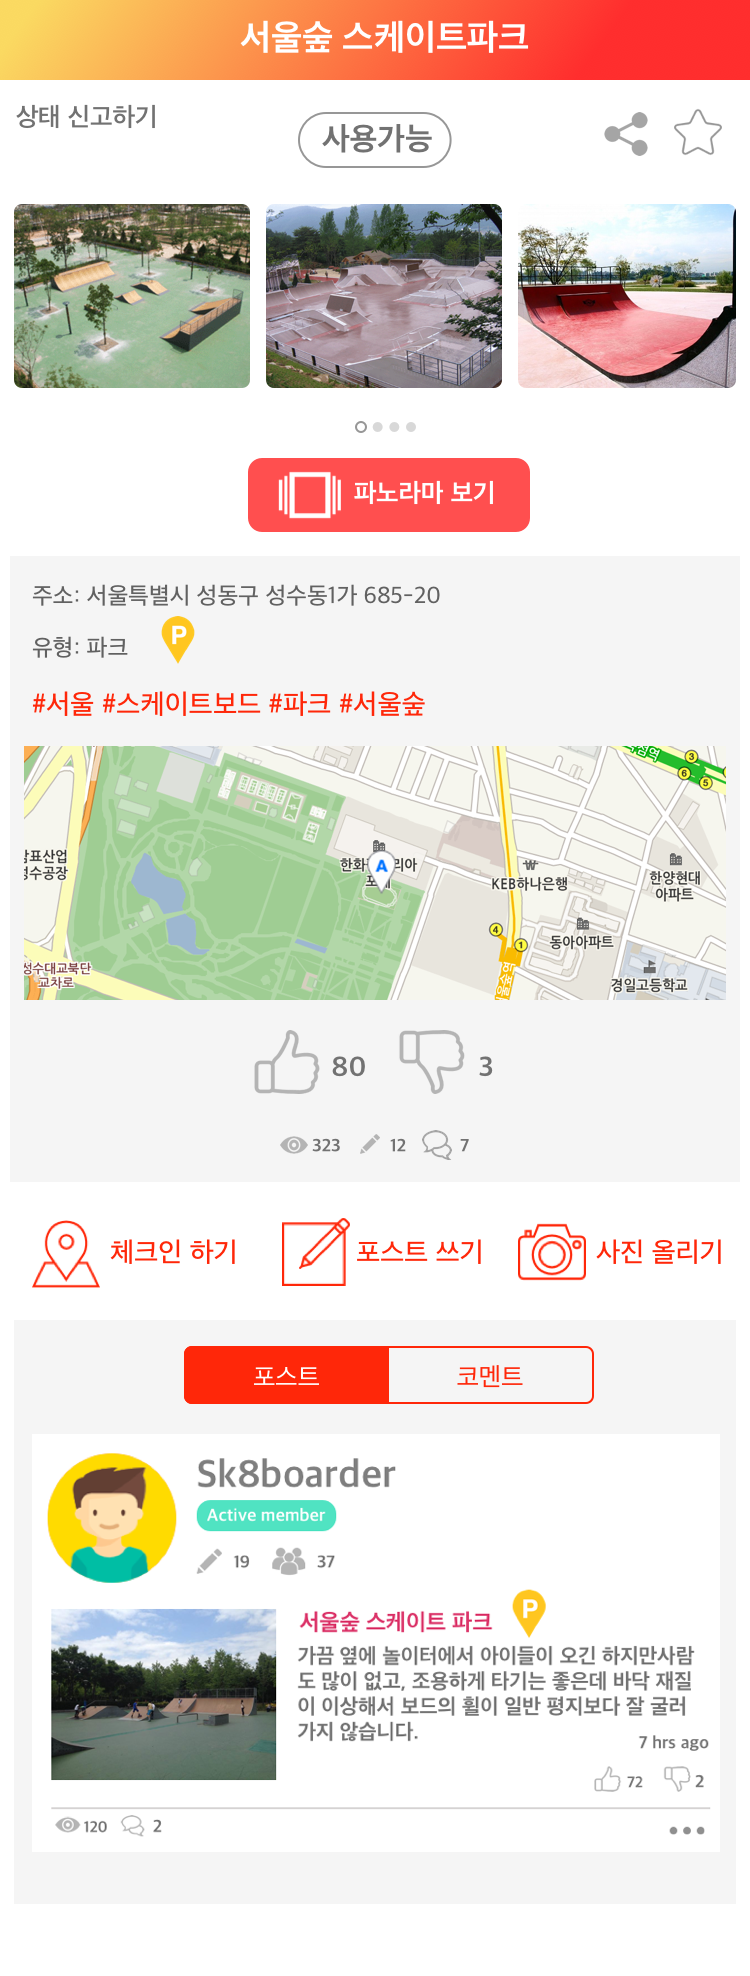 서울숲 스케이트파크
상태 신고하기
사용가능
파노라마 보기
주소: 서울특별시 성동구 성수동1가 685-20
유형: 파크 P
#서울 #스케이트보드 #파크 #서울숲
3
6
5
한화
리아
A
KEB하나은행
한양현대
아파트
4
1
동아아파트
성수대교북단
교차로
경일고등학교
80
3
323
12
7
체크인 하기
포스트 쓰기
사진 올리기
포스트
코멘트
Sk8boarder
Active member
19
37
서울숲 스케이트 파크 P
가끔 옆에 놀이터에서 아이들이 오긴 하지만사람
도 많이 없고, 조용하게 타기는 좋은데 바닥 재질
이 이상해서 보드의 휠이 일반 평지보다 잘 굴러
가지 않습니다.
7 hrs ago
72
2
120
2